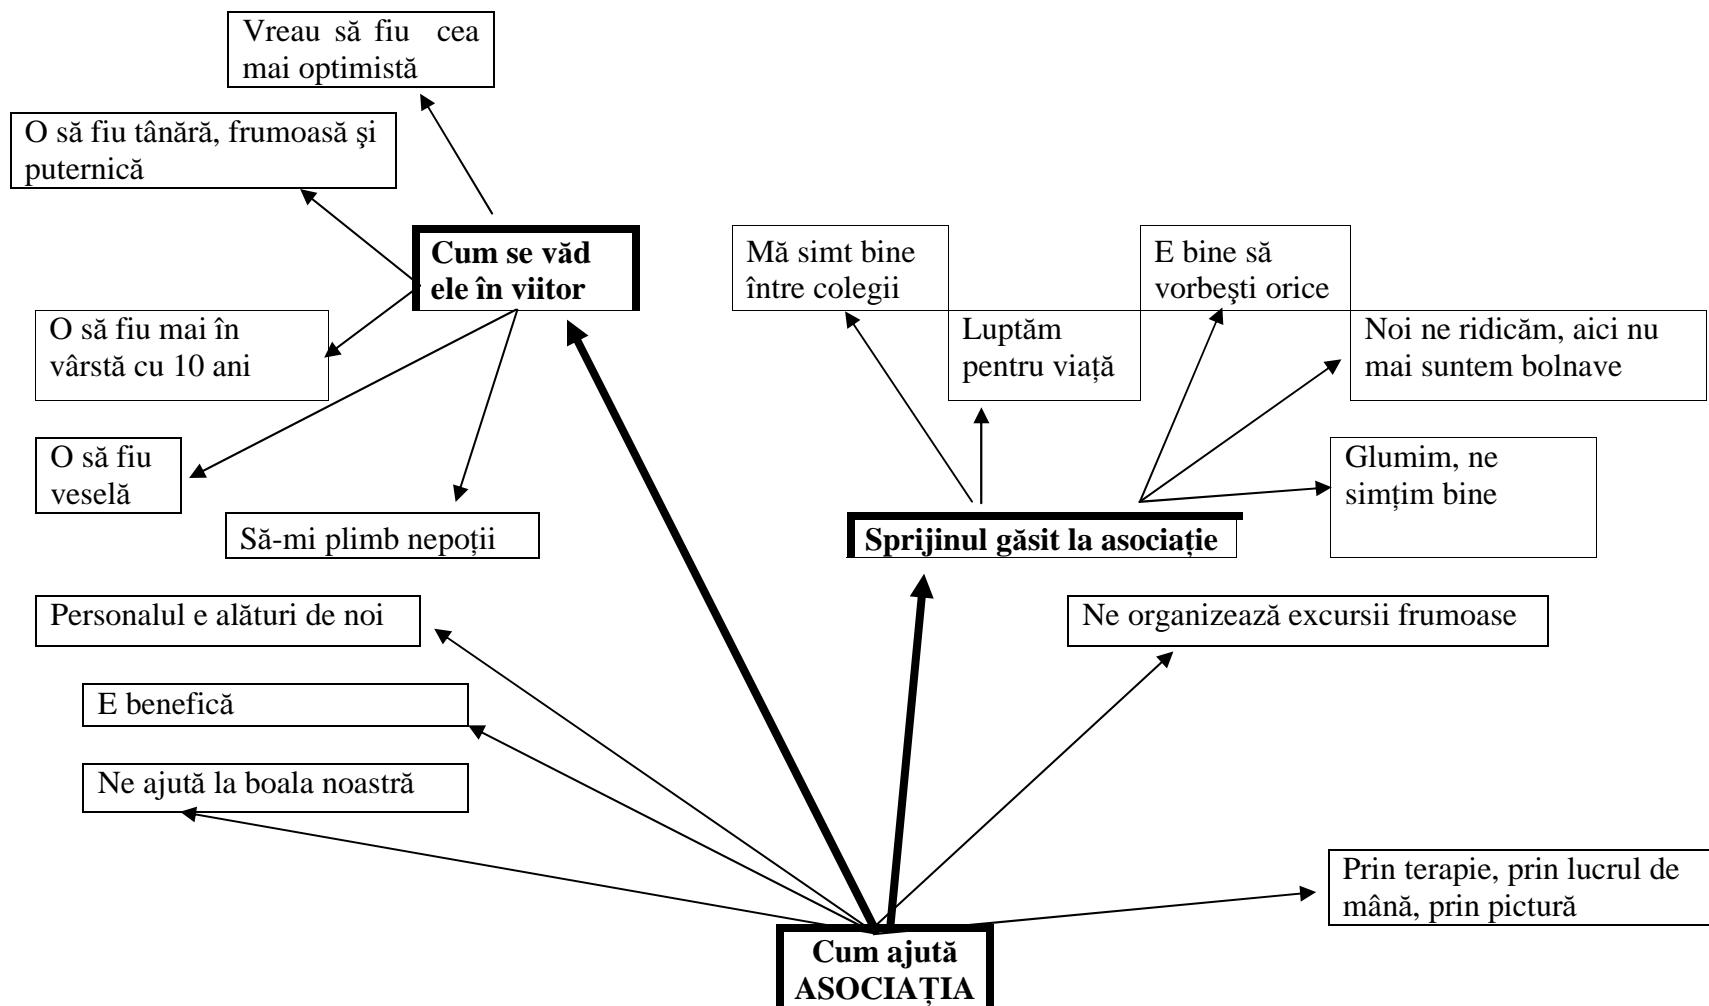 Vreau să fiu cea
mai optimistă
O să fiu tânără, frumoasă şi
puternică
Cum se văd
ele în viitor
Mă simt bine
între colegii
E bine să
vorbeşti orice
O să fiu mai în
vârstă cu 10 ani
Luptăm
pentru viață
Noi ne ridicăm, aici nu
mai suntem bolnave
O să fiu
veselă
Glumim, ne
simțim bine
Să-mi plimb nepoții
Sprijinul găsit la asociație
Personalul e alături de noi
Ne organizează excursii frumoase
E benefică
Ne ajută la boala noastră
Prin terapie, prin lucrul de
mână, prin pictură
Cum ajută
ASOCIAȚIA